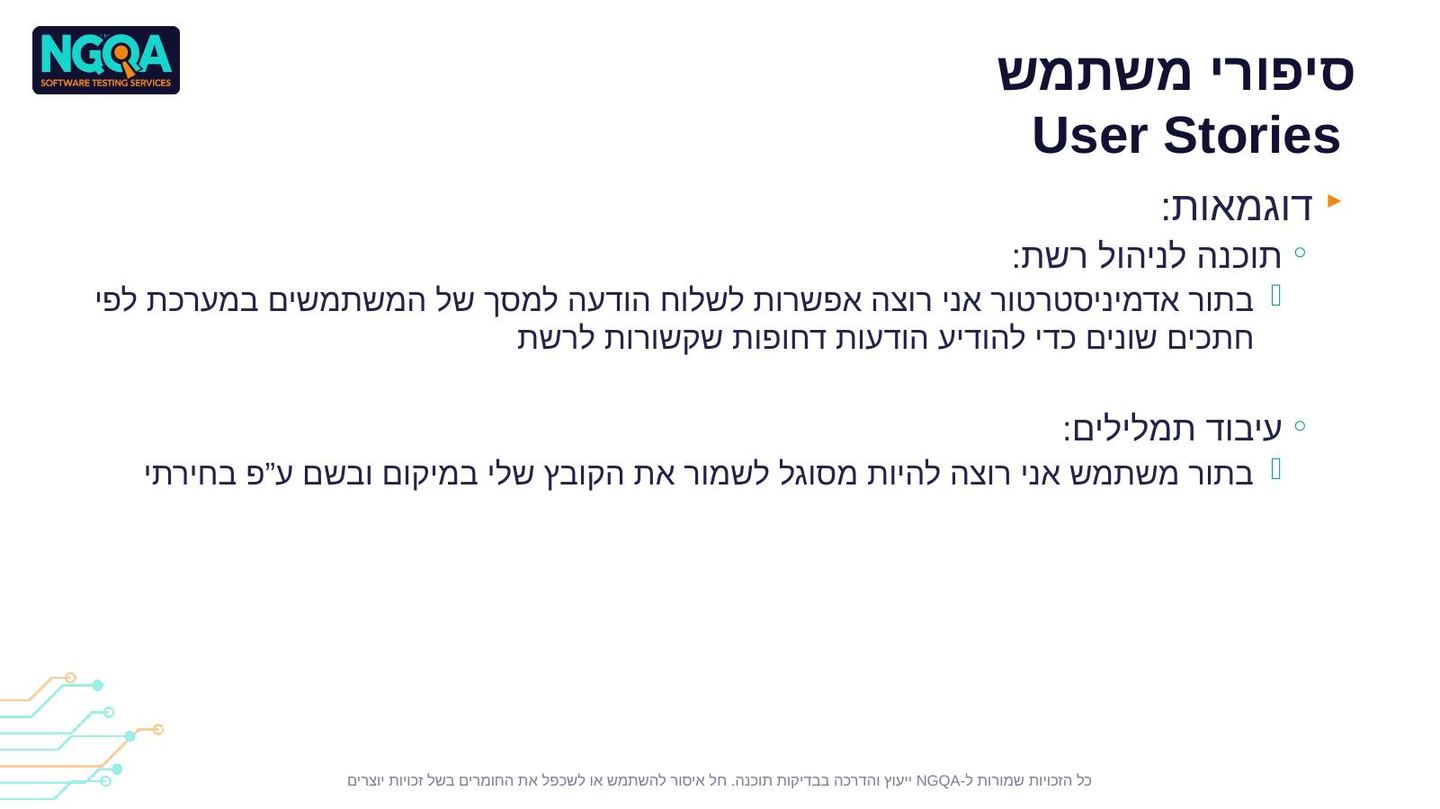 NGQA
SOFTWARE TESTING SERVICES
סיפורי משתמש
User Stories
דוגמאות:
תוכנה לניהול רשת:
בתור אדמיניסטרטור אני רוצה אפשרות לשלוח הודעה למסך של המשתמשים במערכת לפי
חתכים שונים כדי להודיע הודעות דחופות שקשורות לרשת
עיבוד תמלילים:
בתור משתמש אני רוצה להיות מסוגל לשמור את הקובץ שלי במיקום ובשם ע”פ בחירתי
כל הזכויות שמורות ל-NGQA ייעוץ והדרכה בבדיקות תוכנה. חל איסור להשתמש או לשכפל את החומרים בשל זכויות יוצרים